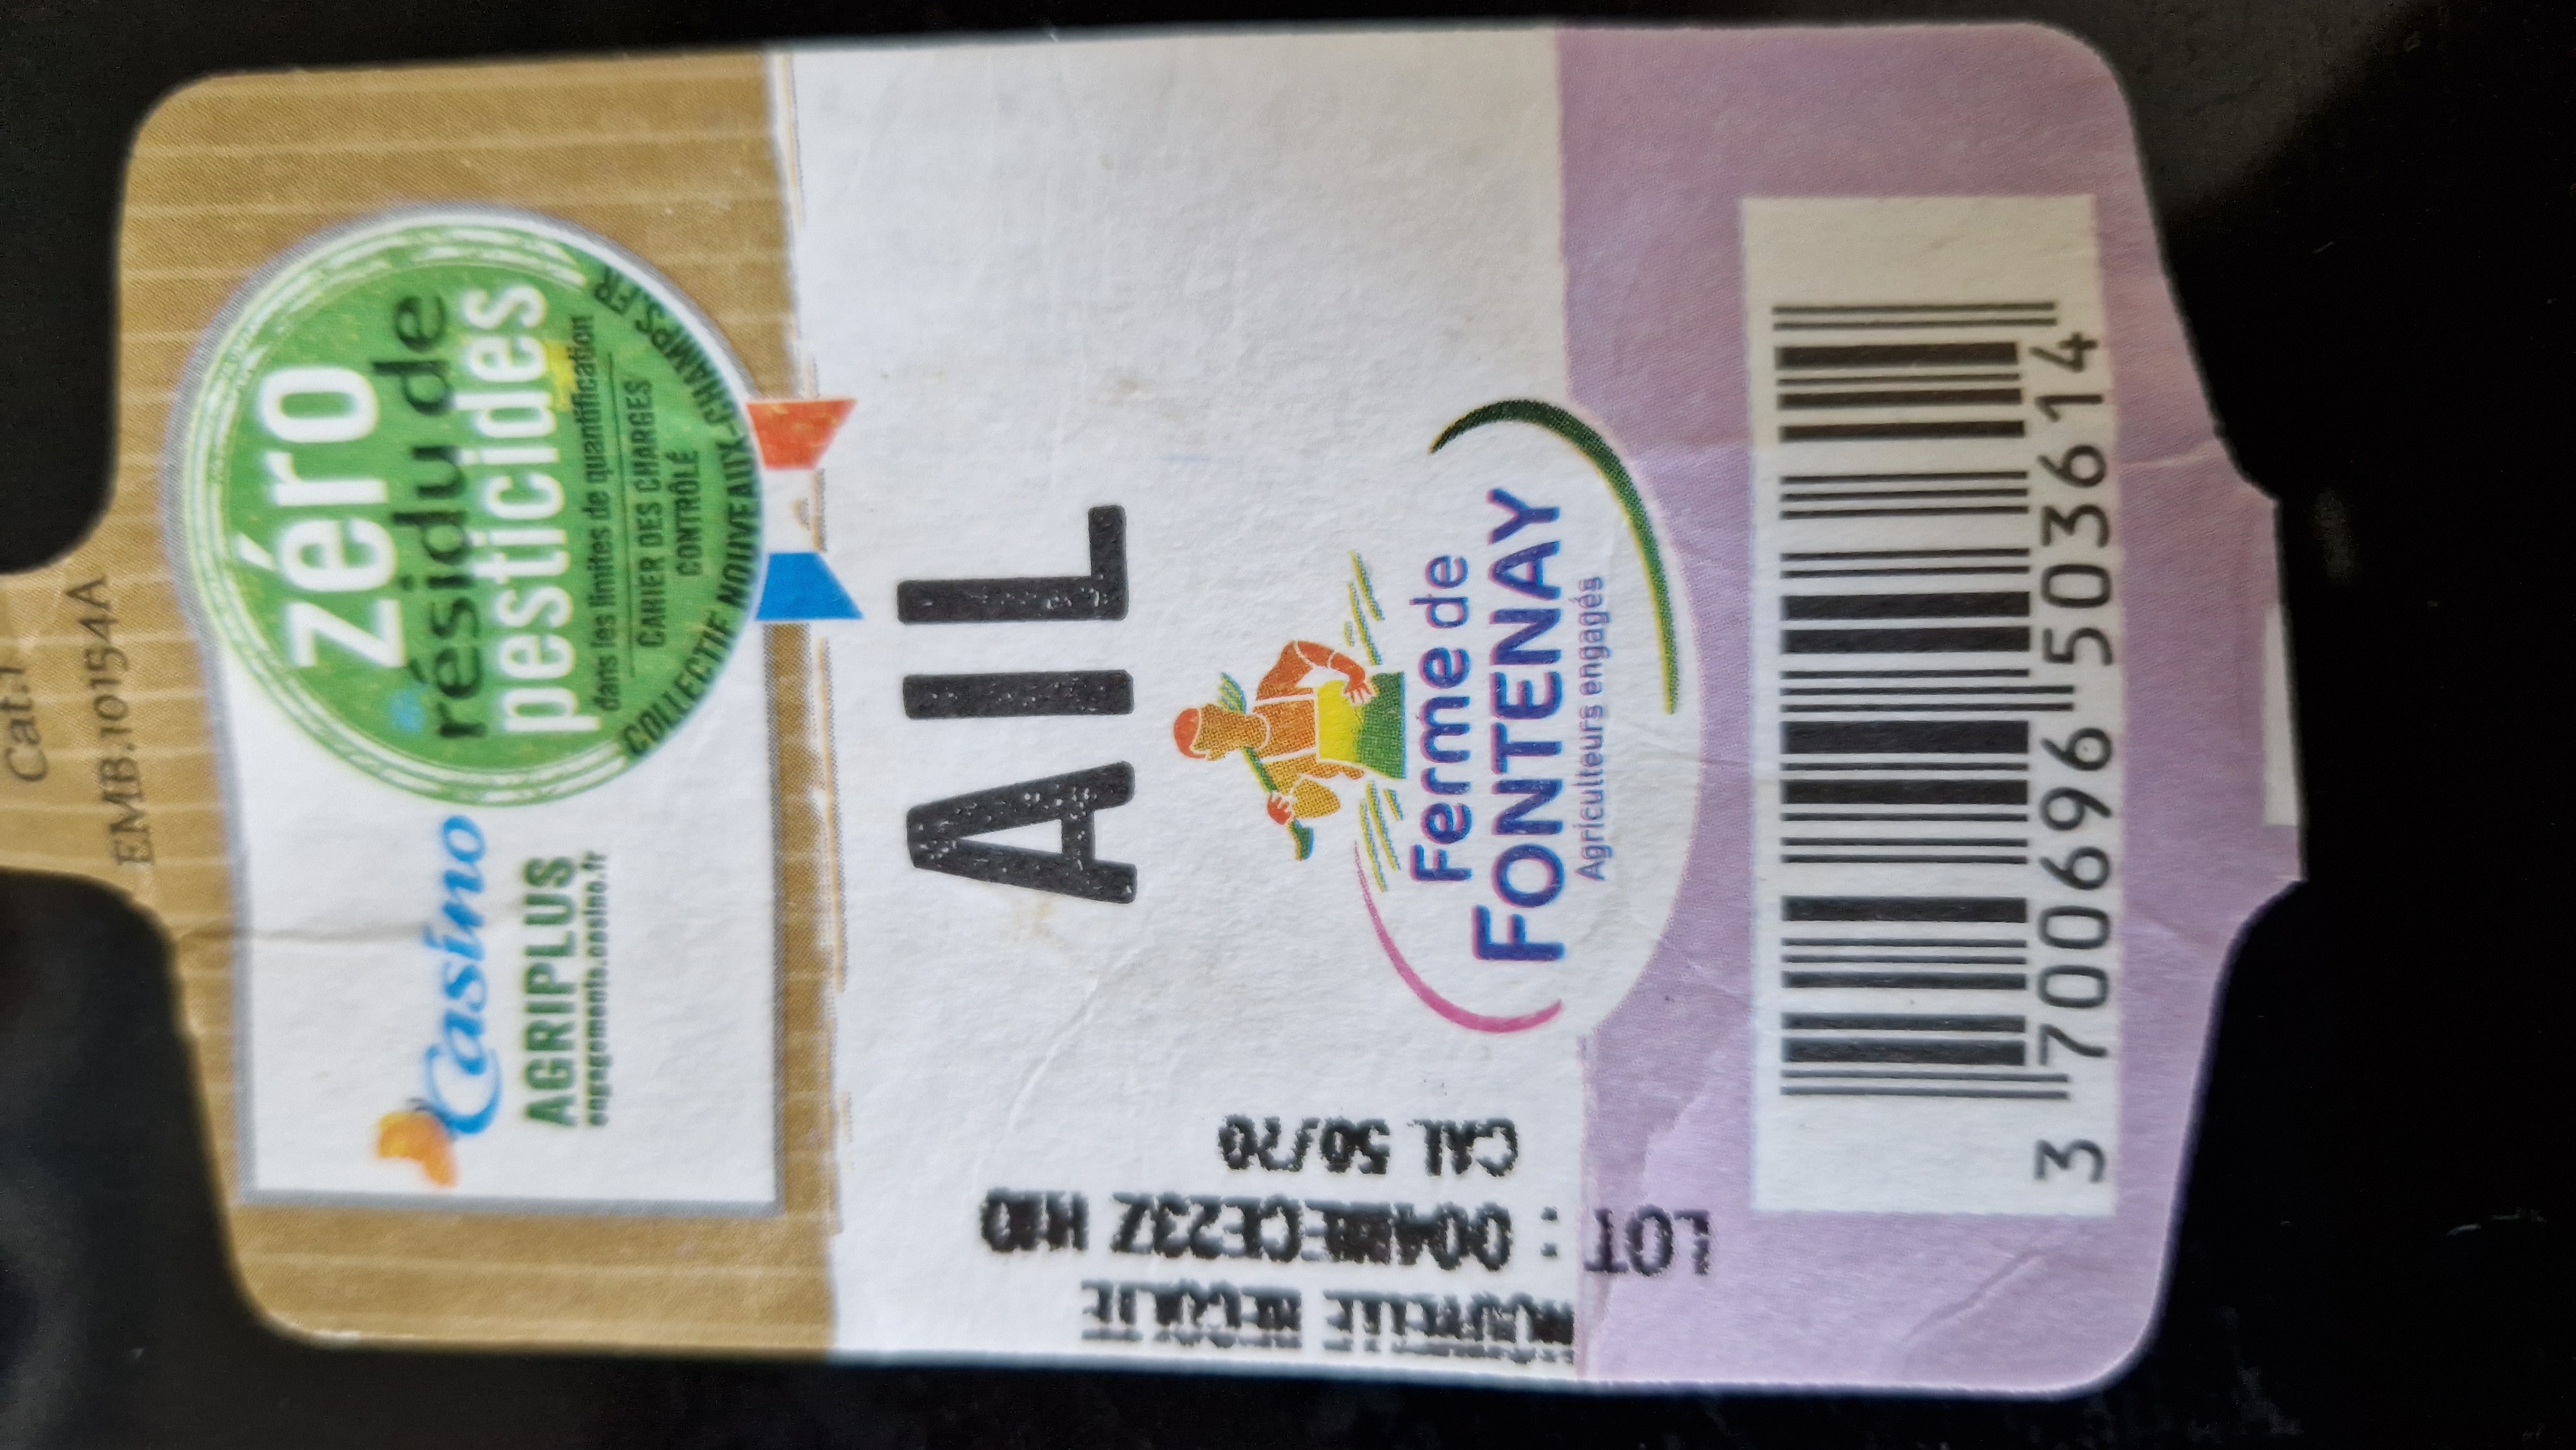 Cat.1
EMB.10154A
zéro
résidu de
pesticides
dans les limites de quantification
CAHIER DES CHARGES
CONTRÔLÉ
COLLECTIF NOUVEAUX-CHAMPS.FR
Casino
AGRIPLUS
engagements.casino.fr
AIL
Ferme de
FONTENAY
Agriculteurs engagés
3 700696 503614
CAL 50/70
LOT :